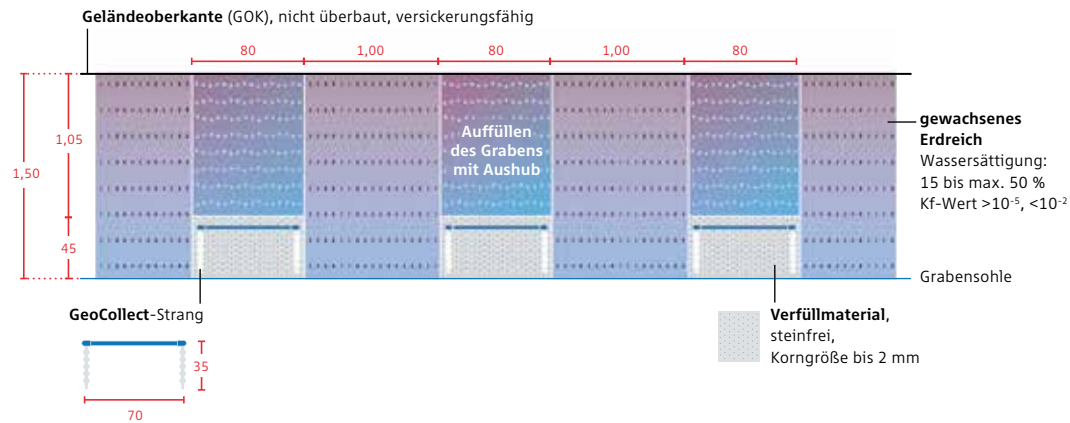 Geländeoberkante (GOK), nicht überbaut, versickerungsfähig
80
1,00
80
1,00
80
1,50
1,05
45
Auffüllen
des Grabens
mit Aushub
gewachsenes
Erdreich
Wassersättigung:
15 bis max. 50 %
Kf-Wert >10⁻⁵, <10⁻²
Grabensohle
GeoCollect-Strang
35
70
Verfüllmaterial,
steinfrei,
Korngröße bis 2 mm